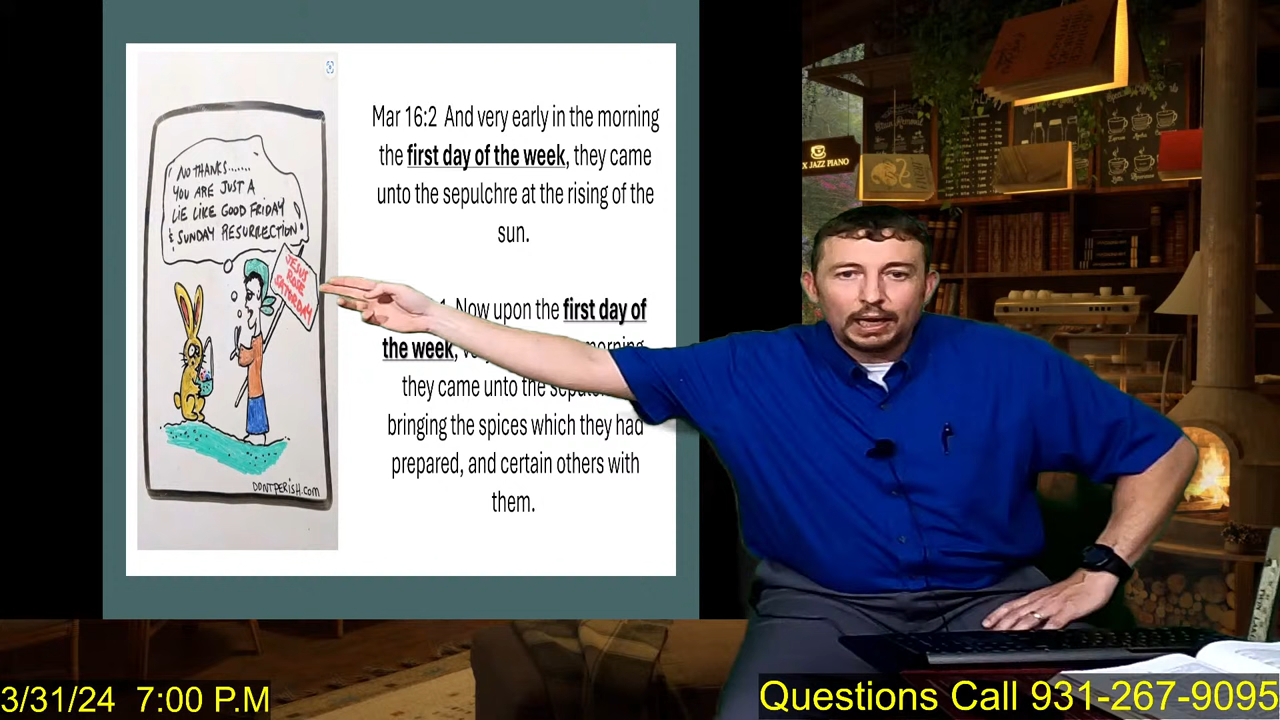 NO THANKS.......
YOU ARE JUST A
LIE LIKE GOOD FRIDAY
& SUNDAY RESURRECTION
JESUS
ROSE
SATURDAY
DONTPERISH.com
Mar 16:2 And very early in the morning
the first day of the week, they came
unto the sepulchre at the rising of the
sun.
1 Now upon the first day of
the week, very morning,
they came unto the
bringing the spices which they had
prepared, and certain others with
them.
X JAZZ PIANO
3/31/24 7:00 P.M
Questions Call 931-267-9095